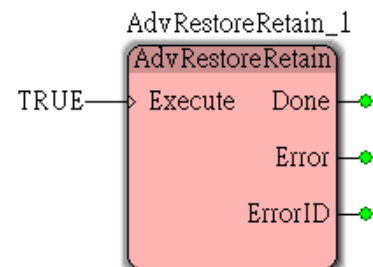 AdvRestoreRetain_1
AdvRestoreRetain
TRUE Execute Done
Error
ErrorID